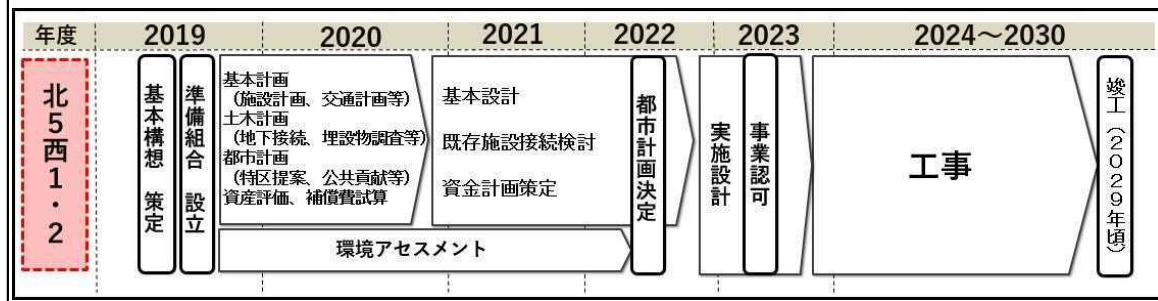 年度 2019 2020 2021 2022 2023 2024～2030
北5西1・2
基本構想 策定
準備組合 設立
基本計画
(施設計画、交通計画等)
土木計画
(地下接続、埋設物調査等)
都市計画
(特区提案、公共貢献等)
資産評価、補償費試算
環境アセスメント
基本設計
既存施設接続検討
資金計画策定
都市計画決定
実施設計
事業認可
工事
竣工（2029年頃）